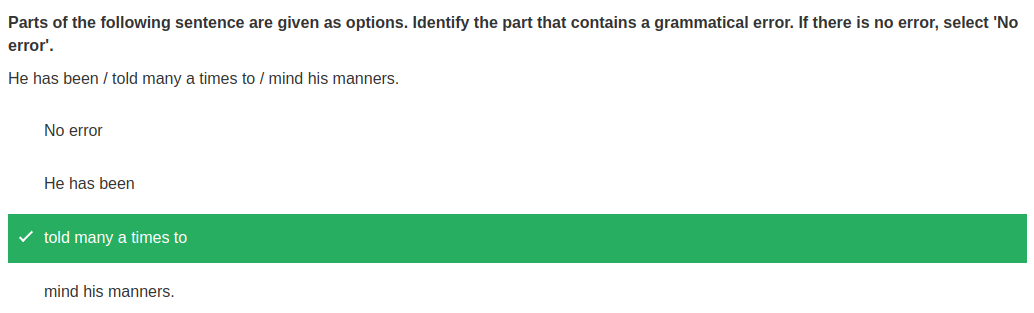 Parts of the following sentence are given as options. Identify the part that contains a grammatical error. If there is no error, select 'No
error'.
He has been / told many a times to / mind his manners.
No error
He has been
told many a times to
mind his manners.